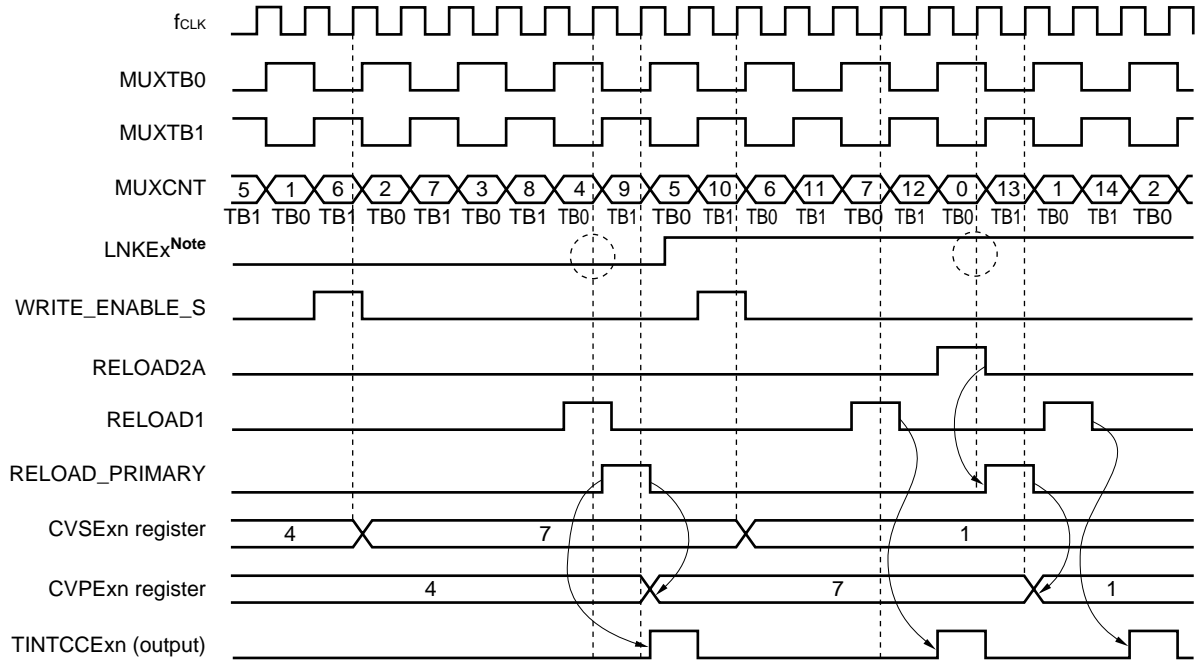 fCLK
MUXTB0
MUXTB1
MUXCNT 5 1 6 2 7 3 8 4 9 5 10 6 11 7 12 0 13 1 14 2
TB1 TB0 TB1 TB0 TB1 TB0 TB1 TB0 TB1 TB0 TB1 TB0 TB1 TB0 TB1 TB0 TB1 TB0 TB1 TB0
LNKExNote
WRITE_ENABLE_S
RELOAD2A
RELOAD1
RELOAD_PRIMARY
CVSExn register 4 7 1
CVPExn register 4 7 1
TINTCCExn (output)